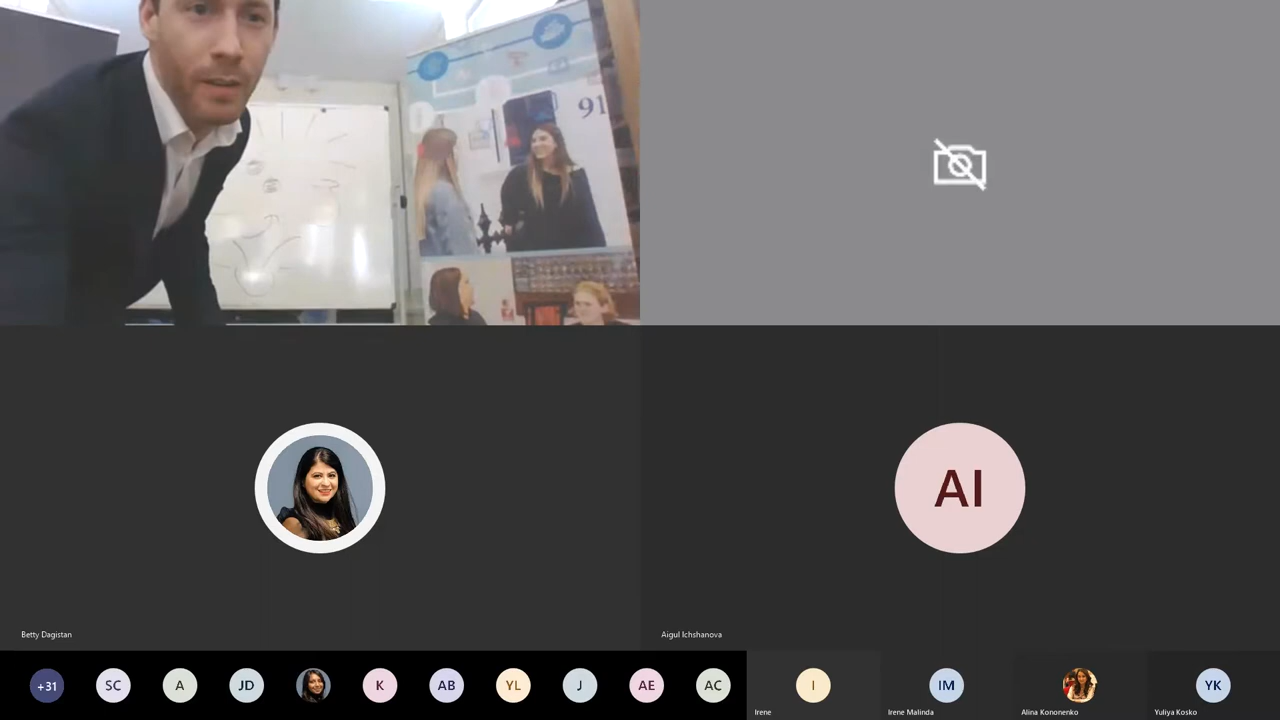 91
Betty Dagistan
AI
Aigul Ichshanova
+31
SC
A
JD
K
AB
YL
J
AE
AC
I
Irene
IM
Irene Malinda
Alina Kononenko
YK
Yuliya Kosko